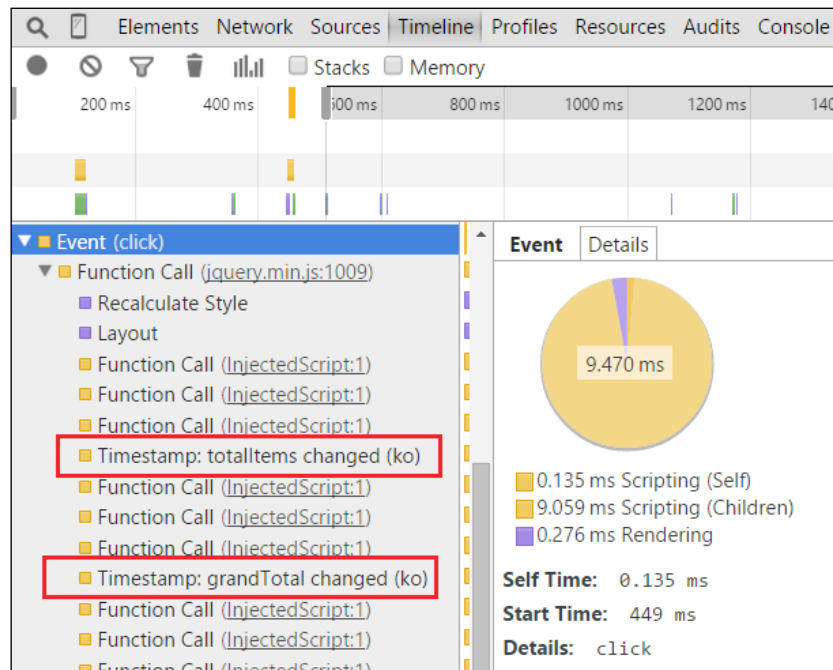 Elements Network Sources Timeline Profiles Resources Audits Console
Stacks Memory
200 ms 400 ms 800 ms 1000 ms 1200 ms
Event (click)
Function Call (jquery.min.js:1009)
Recalculate Style
Layout
Function Call (InjectedScript:1)
Function Call (InjectedScript:1)
Function Call (InjectedScript:1)
Timestamp: totalItems changed (ko)
Function Call (InjectedScript:1)
Function Call (InjectedScript:1)
Function Call (InjectedScript:1)
Timestamp: grandTotal changed (ko)
Function Call (InjectedScript:1)
Function Call (InjectedScript:1)
Function Call (InjectedScript:1)
Event Details
9.470 ms
0.135 ms Scripting (Self)
9.059 ms Scripting (Children)
0.276 ms Rendering
Self Time: 0.135 ms
Start Time: 449 ms
Details: click